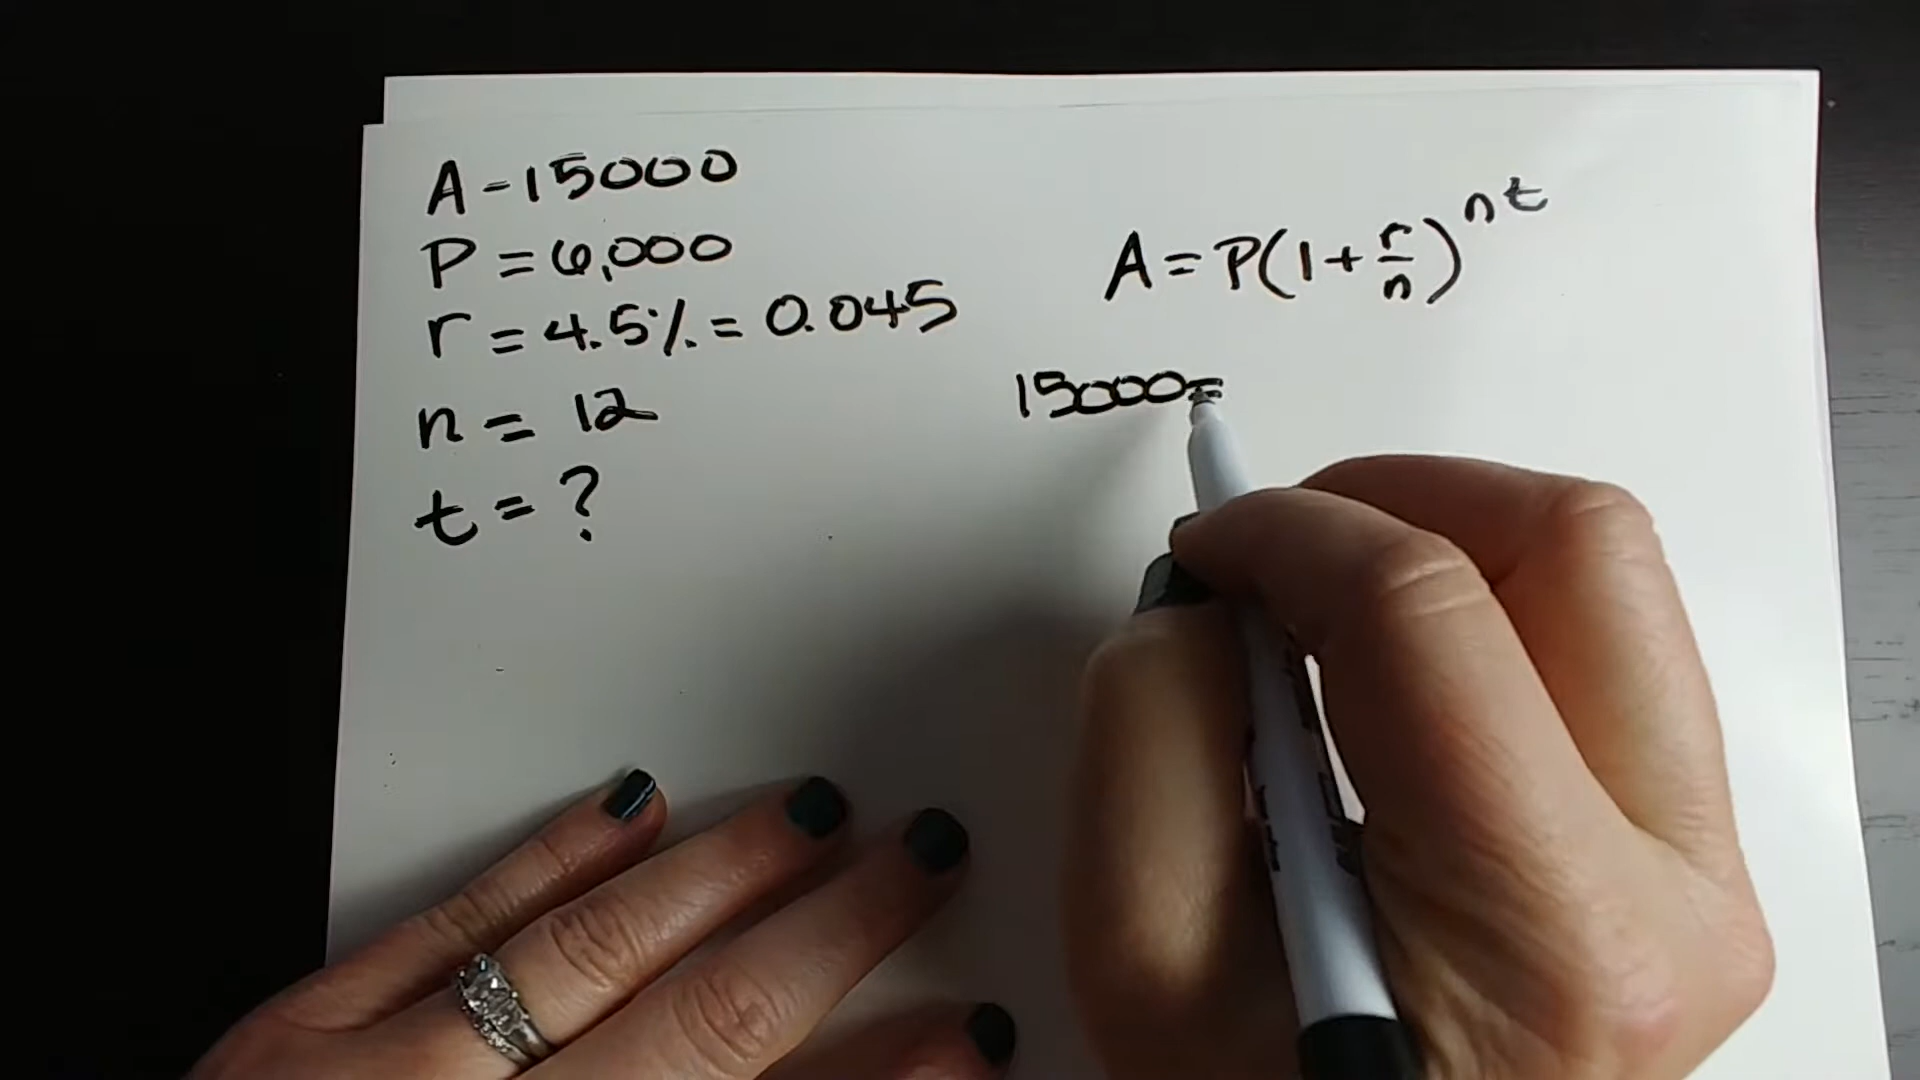 A - 15000
P = 6,000
r = 4.5% = 0.045
n = 12
t = ?
A = P(1 + r/n)^nt
15000 =